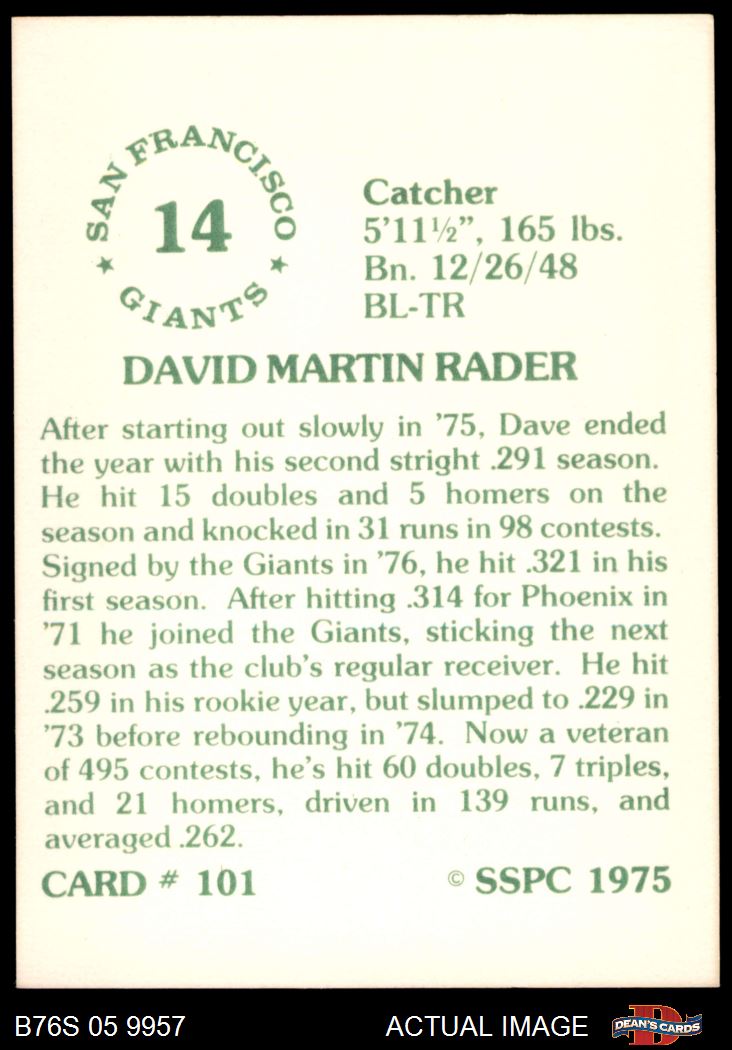 SAN FRANCISCO
14
★ GIANTS ★
Catcher
5'11½", 165 lbs.
Bn. 12/26/48
BL-TR
DAVID MARTIN RADER
After starting out slowly in '75, Dave ended
the year with his second stright .291 season.
He hit 15 doubles and 5 homers on the
season and knocked in 31 runs in 98 contests.
Signed by the Giants in '76, he hit .321 in his
first season. After hitting .314 for Phoenix in
'71 he joined the Giants, sticking the next
season as the club's regular receiver. He hit
.259 in his rookie year, but slumped to .229 in
'73 before rebounding in '74. Now a veteran
of 495 contests, he's hit 60 doubles, 7 triples,
and 21 homers, driven in 139 runs, and
averaged .262.
CARD # 101
© SSPC 1975
B76S 05 9957
ACTUAL IMAGE
D
DEAN'S CARDS